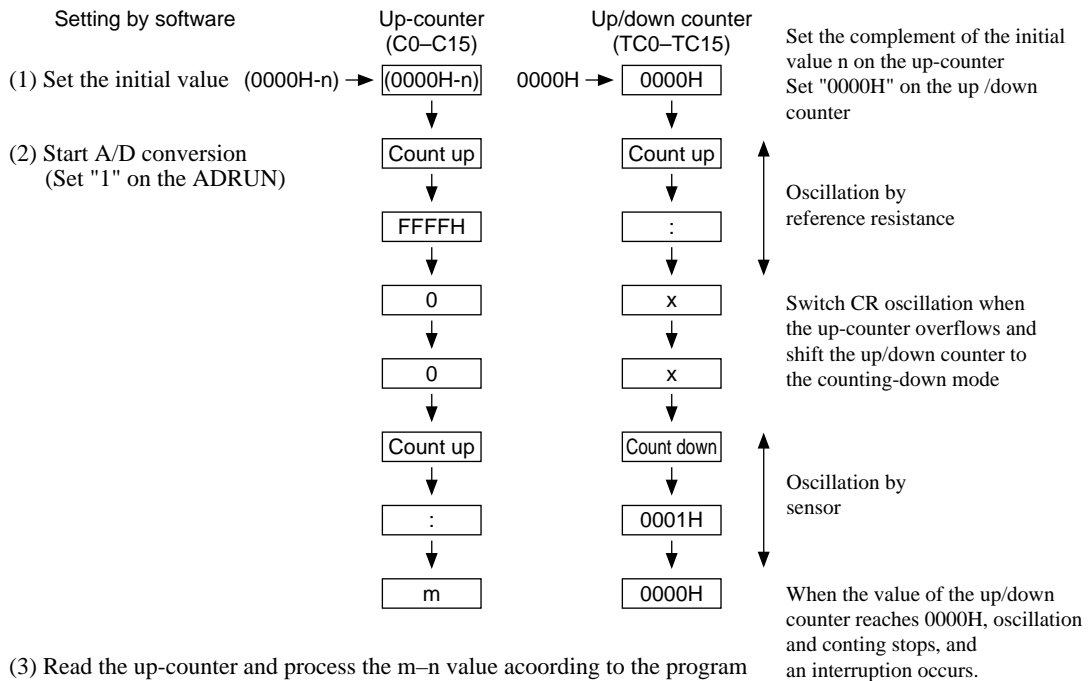 Setting by software
Up-counter
(C0–C15)
Up/down counter
(TC0–TC15)
(1) Set the initial value (0000H-n)
(0000H-n)
0000H
0000H
Set the complement of the initial
value n on the up-counter
Set "0000H" on the up /down
counter
(2) Start A/D conversion
(Set "1" on the ADRUN)
Count up
Count up
Oscillation by
reference resistance
FFFFH
:
0
x
Switch CR oscillation when
the up-counter overflows and
shift the up/down counter to
the counting-down mode
0
x
Count up
Count down
Oscillation by
sensor
:
0001H
m
0000H
When the value of the up/down
counter reaches 0000H, oscillation
and conting stops, and
an interruption occurs.
(3) Read the up-counter and process the m–n value acoording to the program